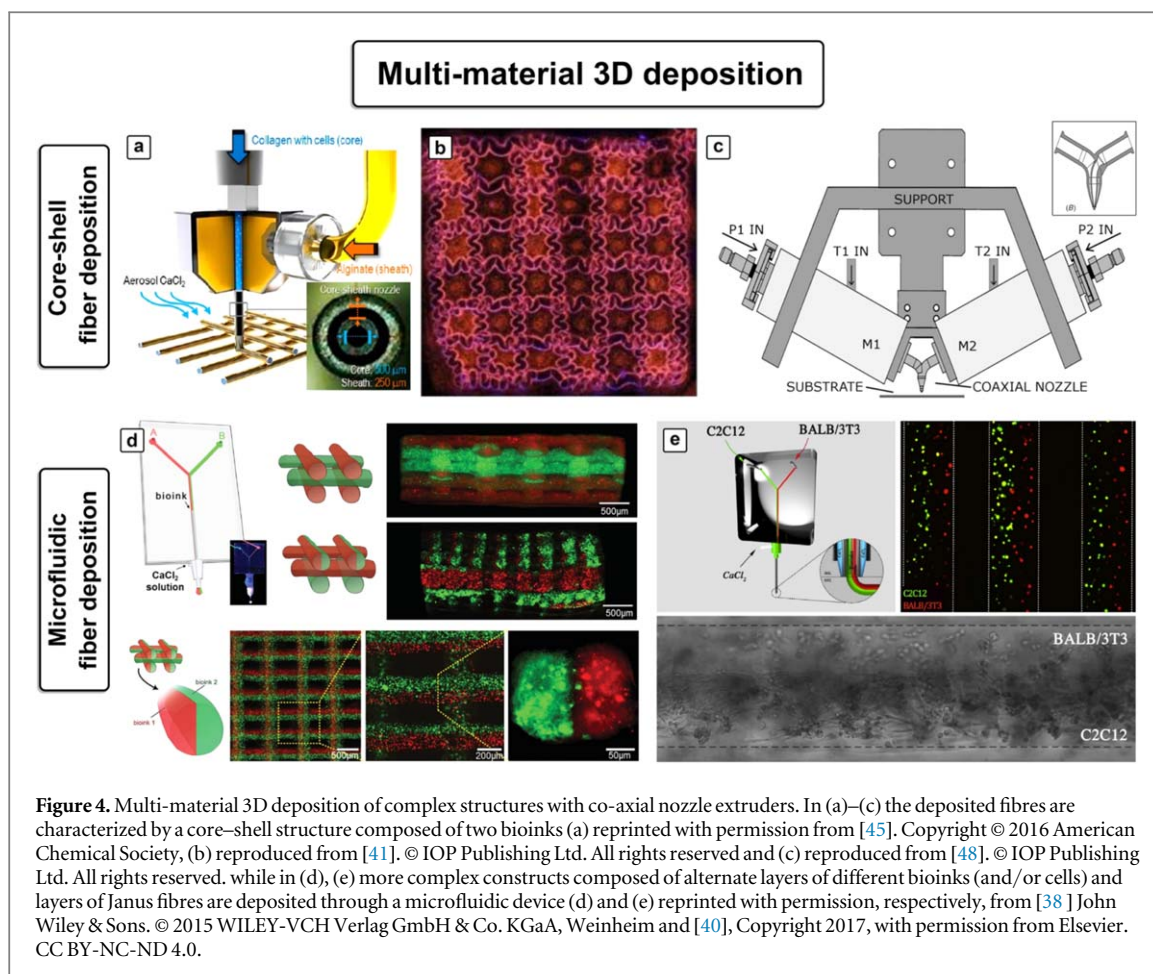 Multi-material 3D deposition
Core-shell
fiber deposition
a
Collagen with cells (core)
Alginate (sheath)
Aerosol CaCl₂
Core sheath nozzle
Core: 500 µm
Sheath: 250 µm
b
c
(B)
SUPPORT
P1 IN
T1 IN
T2 IN
P2 IN
M1
M2
SUBSTRATE
COAXIAL NOZZLE
Microfluidic
fiber deposition
d
A
B
bioink
CaCl₂
solution
500µm
500µm
bioink 2
bioink 1
500µm
200µm
50µm
e
C2C12
BALB/3T3
CaCl₂
C2C12
BALB/3T3
BALB/3T3
C2C12
Figure 4. Multi-material 3D deposition of complex structures with co-axial nozzle extruders. In (a)–(c) the deposited fibres are
characterized by a core–shell structure composed of two bioinks (a) reprinted with permission from [45]. Copyright © 2016 American
Chemical Society, (b) reproduced from [41]. © IOP Publishing Ltd. All rights reserved and (c) reproduced from [48]. © IOP Publishing
Ltd. All rights reserved. while in (d), (e) more complex constructs composed of alternate layers of different bioinks (and/or cells) and
layers of Janus fibres are deposited through a microfluidic device (d) and (e) reprinted with permission, respectively, from [38 ] John
Wiley & Sons. © 2015 WILEY-VCH Verlag GmbH & Co. KGaA, Weinheim and [40], Copyright 2017, with permission from Elsevier.
CC BY-NC-ND 4.0.